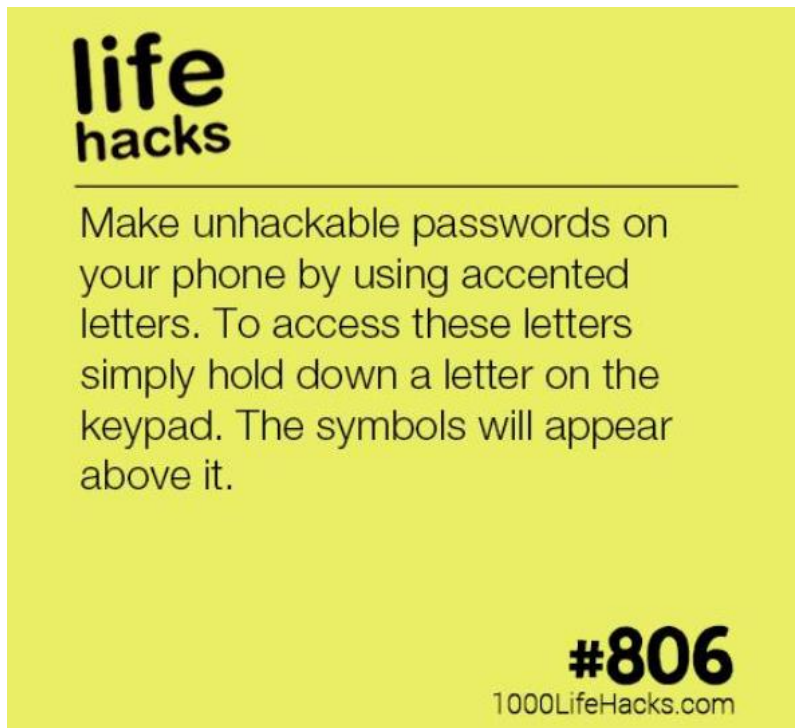 life
hacks
Make unhackable passwords on
your phone by using accented
letters. To access these letters
simply hold down a letter on the
keypad. The symbols will appear
above it.
#806
1000LifeHacks.com